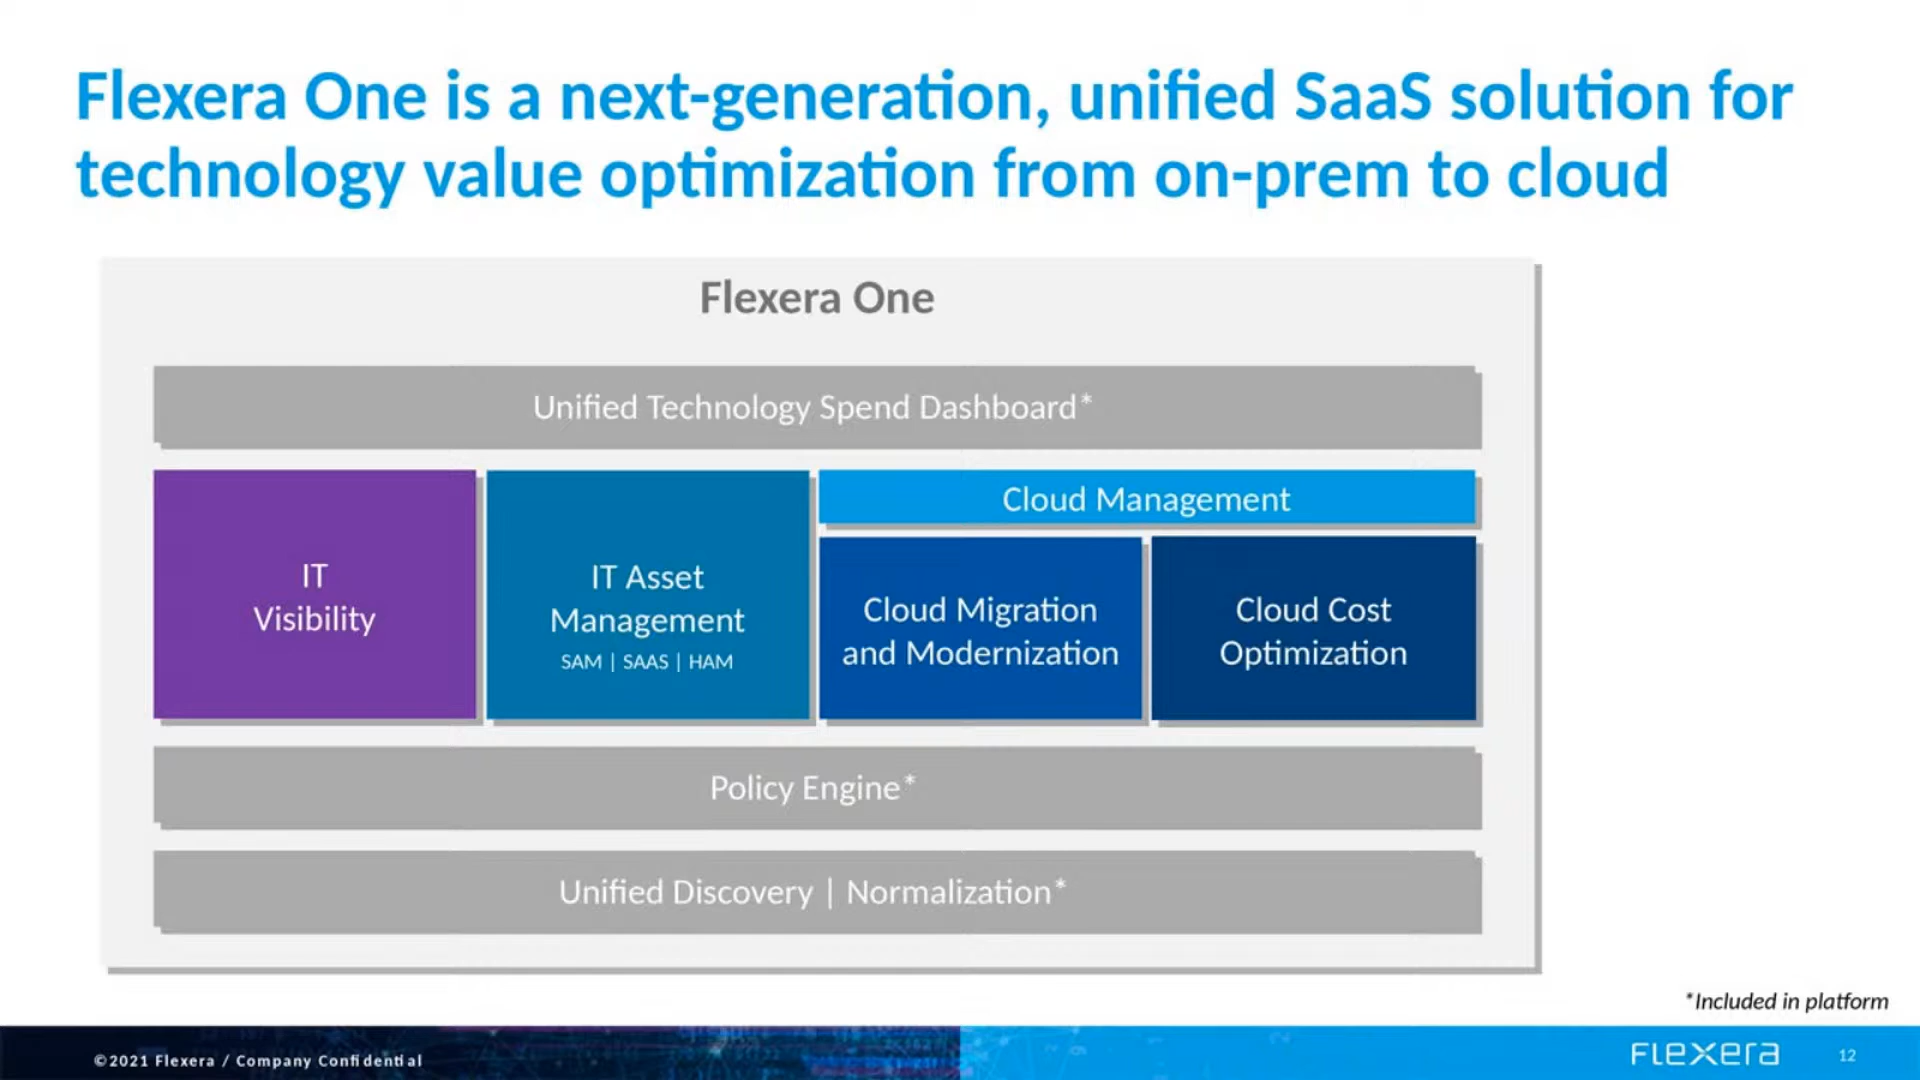 Flexera One is a next-generation, unified SaaS solution for
technology value optimization from on-prem to cloud
Flexera One
Unified Technology Spend Dashboard*
IT
Visibility
IT Asset
Management
SAM | SAAS | HAM
Cloud Management
Cloud Migration
and Modernization
Cloud Cost
Optimization
Policy Engine*
Unified Discovery | Normalization*
*Included in platform
©2021 Flexera / Company Confidential
FLEXERA
12